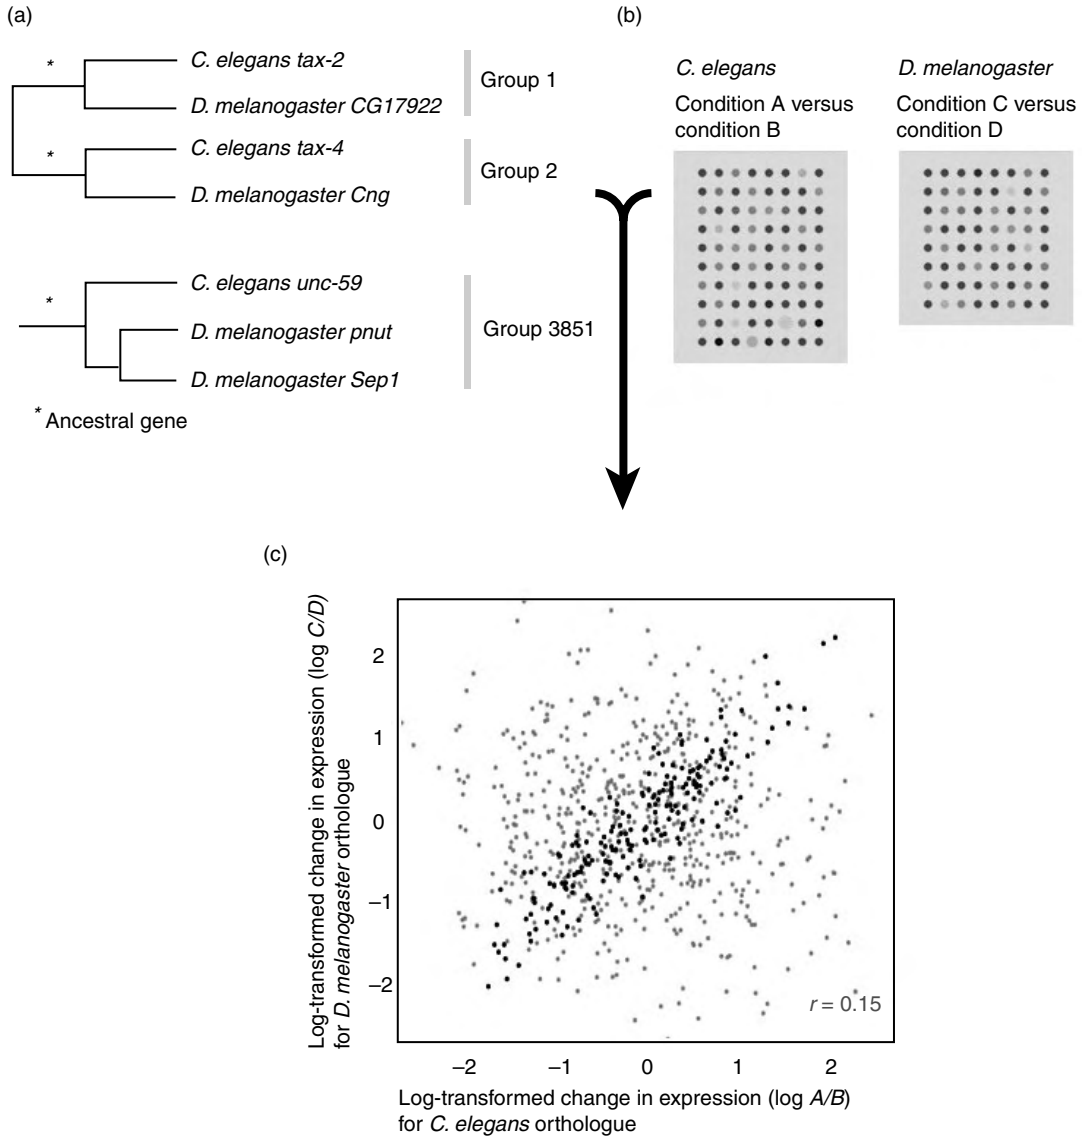 (a)
*
C. elegans tax-2
D. melanogaster CG17922
Group 1
*
C. elegans tax-4
D. melanogaster Cng
Group 2
*
C. elegans unc-59
D. melanogaster pnut
D. melanogaster Sep1
Group 3851
* Ancestral gene
(b)
C. elegans
Condition A versus
condition B
D. melanogaster
Condition C versus
condition D
(c)
Log-transformed change in expression (log C/D)
for D. melanogaster orthologue
2
1
0
–1
–2
r = 0.15
–2 –1 0 1 2
Log-transformed change in expression (log A/B)
for C. elegans orthologue